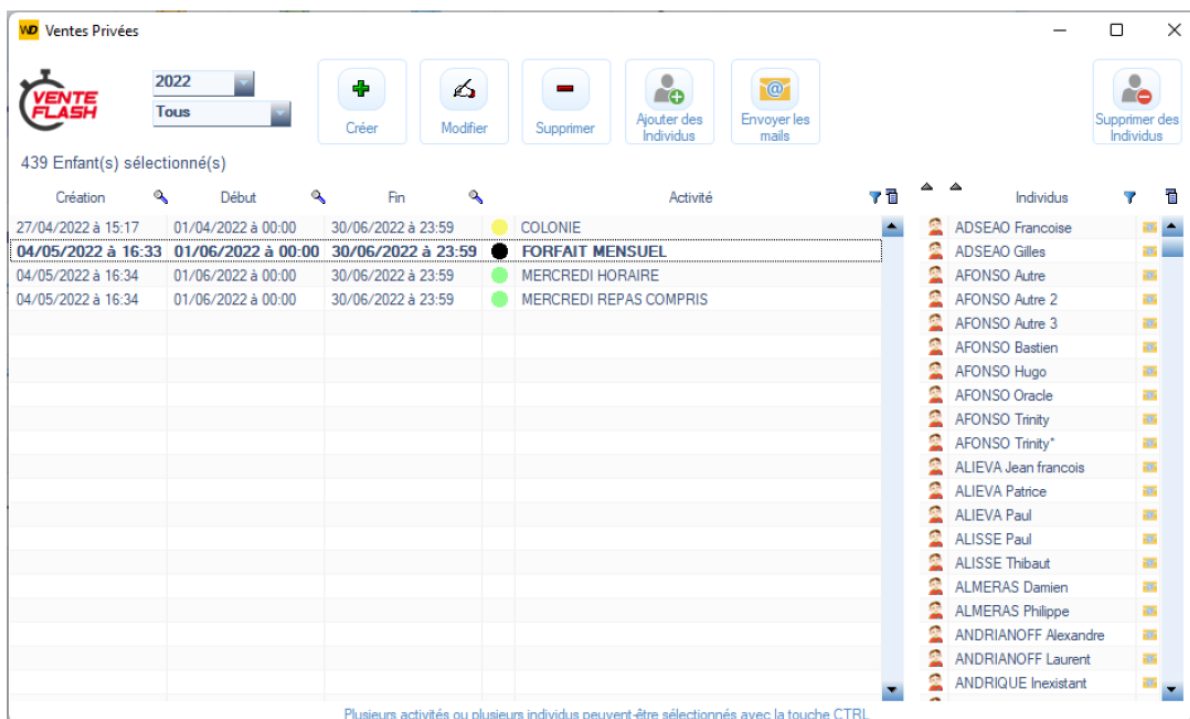 WD Ventes Privées
VENTE
FLASH
2022
Tous
Créer
Modifier
Supprimer
Ajouter des
Individus
Envoyer les
mails
Supprimer des
Individus
439 Enfant(s) sélectionné(s)
Création Début Fin Activité Individus
27/04/2022 à 15:17 01/04/2022 à 00:00 30/06/2022 à 23:59 COLONIE
04/05/2022 à 16:33 01/06/2022 à 00:00 30/06/2022 à 23:59 FORFAIT MENSUEL
04/05/2022 à 16:34 01/06/2022 à 00:00 30/06/2022 à 23:59 MERCREDI HORAIRE
04/05/2022 à 16:34 01/06/2022 à 00:00 30/06/2022 à 23:59 MERCREDI REPAS COMPRIS
ADSEAO Francoise
ADSEAO Gilles
AFONSO Autre
AFONSO Autre 2
AFONSO Autre 3
AFONSO Bastien
AFONSO Hugo
AFONSO Oracle
AFONSO Trinity
AFONSO Trinity*
ALIEVA Jean francois
ALIEVA Patrice
ALIEVA Paul
ALISSE Paul
ALISSE Thibaut
ALMERAS Damien
ALMERAS Philippe
ANDRIANOFF Alexandre
ANDRIANOFF Laurent
ANDRIQUE Inexistant
Plusieurs activités ou plusieurs individus peuvent-être sélectionnés avec la touche CTRL